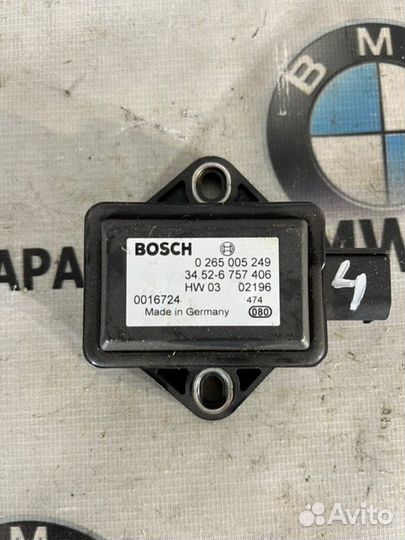 B M
BOSCH
0 265 005 249
34.52-6 757 406
HW 03 02196
0016724 474
Made in Germany 080
4
АРА
MW
Avito